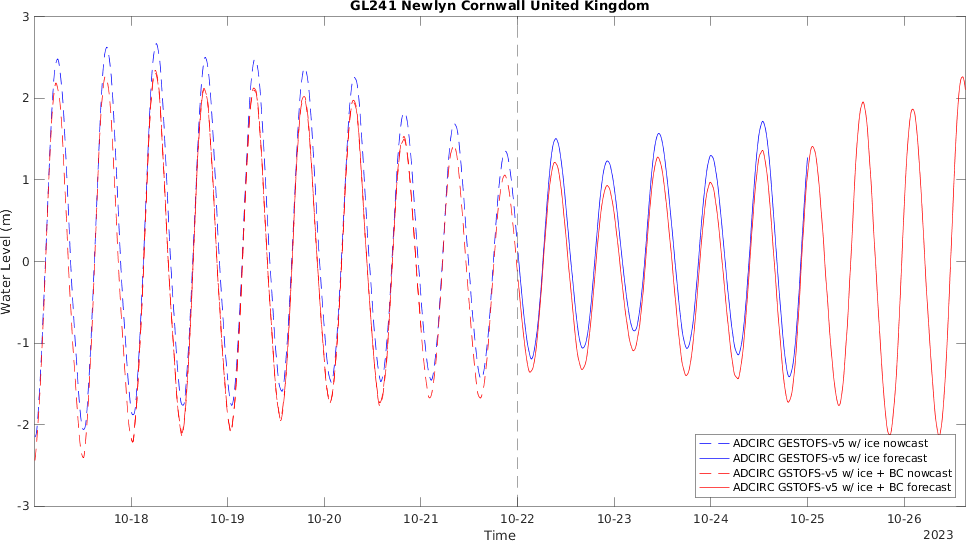 GL241 Newlyn Cornwall United Kingdom
3
2
1
0
-1
-2
-3
Water Level (m)
ADCIRC GESTOFS-v5 w/ ice nowcast
ADCIRC GESTOFS-v5 w/ ice forecast
ADCIRC GSTOFS-v5 w/ ice + BC nowcast
ADCIRC GSTOFS-v5 w/ ice + BC forecast
10-18 10-19 10-20 10-21 10-22 10-23 10-24 10-25 10-26
Time
2023